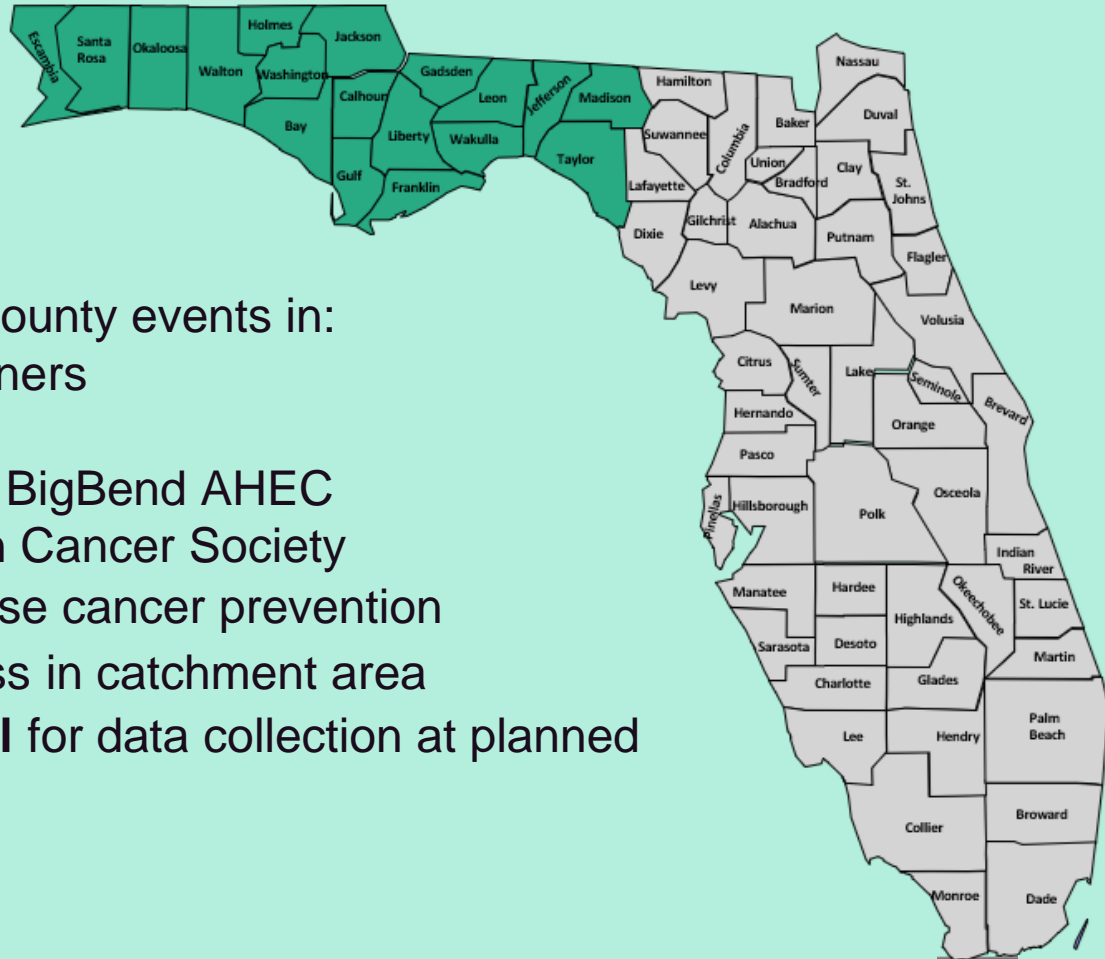 Escambia
Santa
Rosa
Okaloosa
Walton
Holmes
Washington
Jackson
Bay
Calhoun
Gulf
Liberty
Franklin
Gadsden
Leon
Wakulla
Jefferson
Madison
Taylor
Hamilton
Suwannee
Lafayette
Columbia
Dixie
Gilchrist
Baker
Union
Bradford
Nassau
Duval
Clay
St.
Johns
Alachua
Putnam
Flagler
Levy
Marion
Volusia
Citrus
Sumter
Lake
Seminole
Hernando
Orange
Brevard
Pasco
Pinellas
Hillsborough
Polk
Osceola
Indian
River
Manatee
Hardee
Highlands
Okeechobee
St. Lucie
Sarasota
Desoto
Martin
Charlotte
Glades
Lee
Hendry
Palm
Beach
Collier
Broward
Monroe
Dade
ounty events in:
ners
BigBend AHEC
Cancer Society
se cancer prevention
ss in catchment area
for data collection at planned